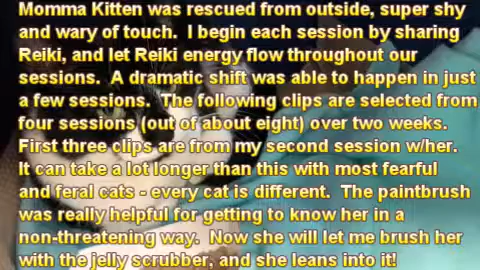 Momma Kitten was rescued from outside, super shy
and wary of touch.  I begin each session by sharing
Reiki, and let Reiki energy flow throughout our
sessions.  A dramatic shift was able to happen in just
a few sessions.  The following clips are selected from
four sessions (out of about eight) over two weeks.
First three clips are from my second session w/her.
It can take a lot longer than this with most fearful
and feral cats - every cat is different.  The paintbrush
was really helpful for getting to know her in a
non-threatening way.  Now she will let me brush her
with the jelly scrubber, and she leans into it!